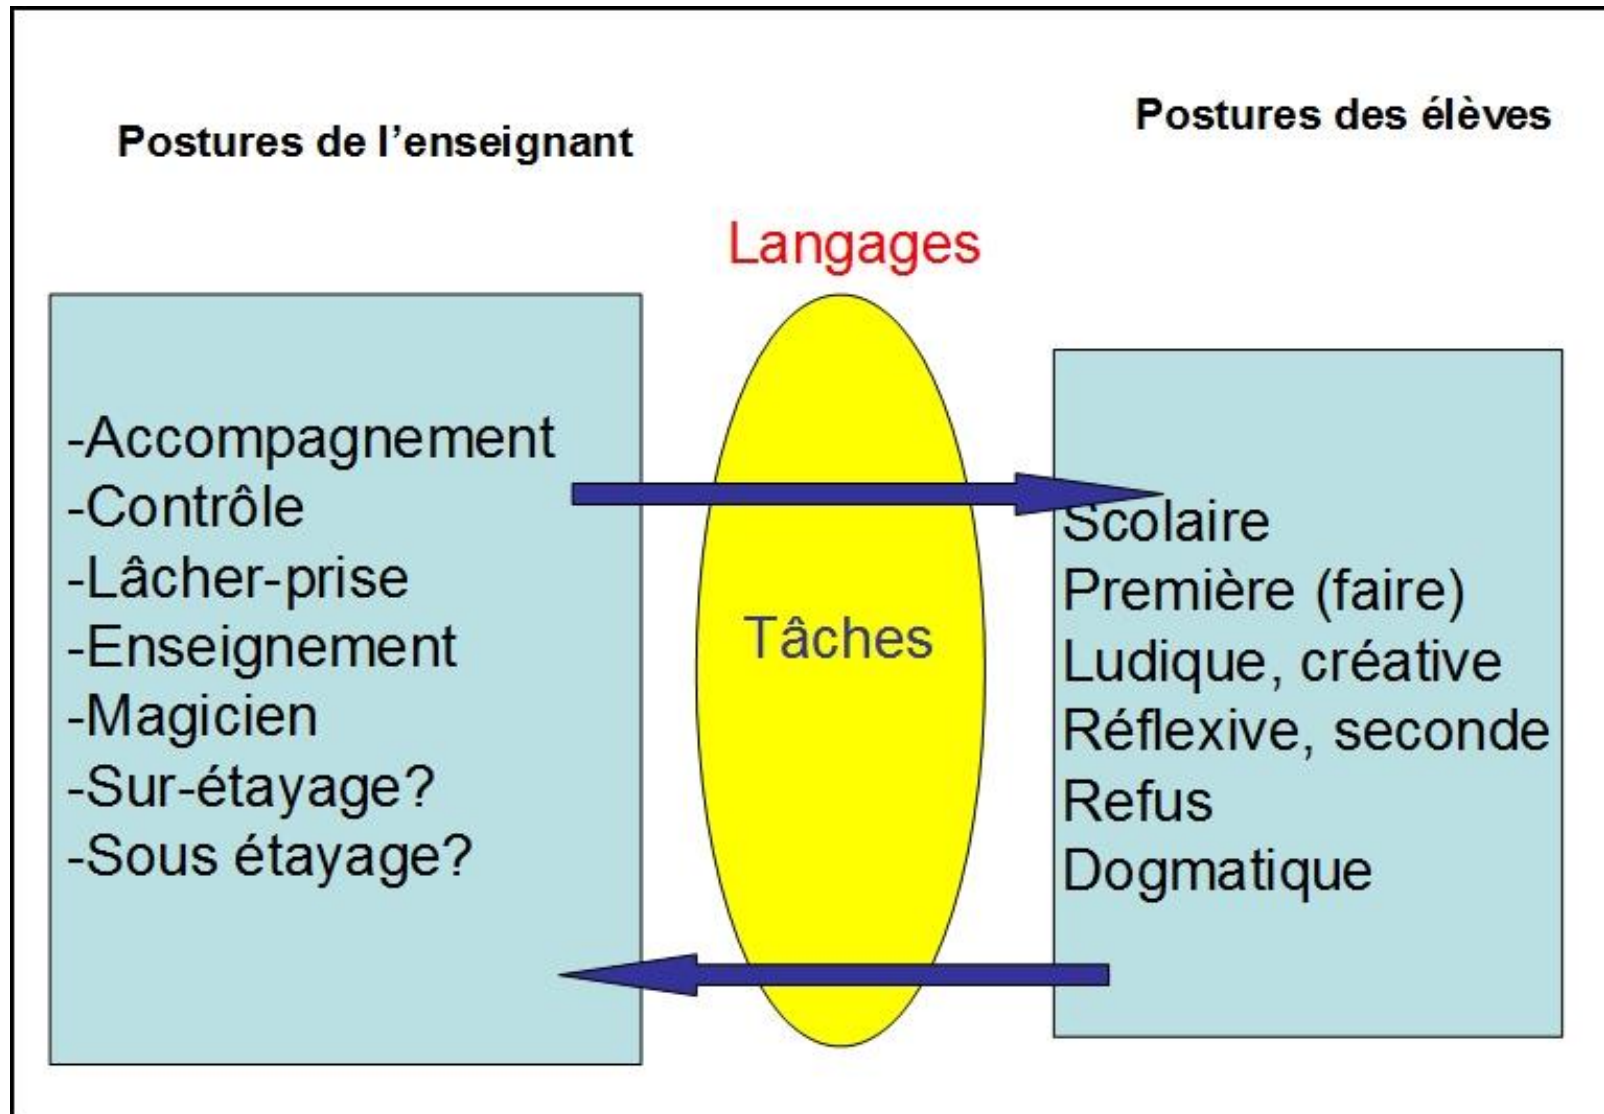 Postures de l'enseignant
Postures des élèves
Langages
-Accompagnement
-Contrôle
-Lâcher-prise
-Enseignement
-Magicien
-Sur-étayage?
-Sous étayage?
Tâches
Scolaire
Première (faire)
Ludique, créative
Réflexive, seconde
Refus
Dogmatique